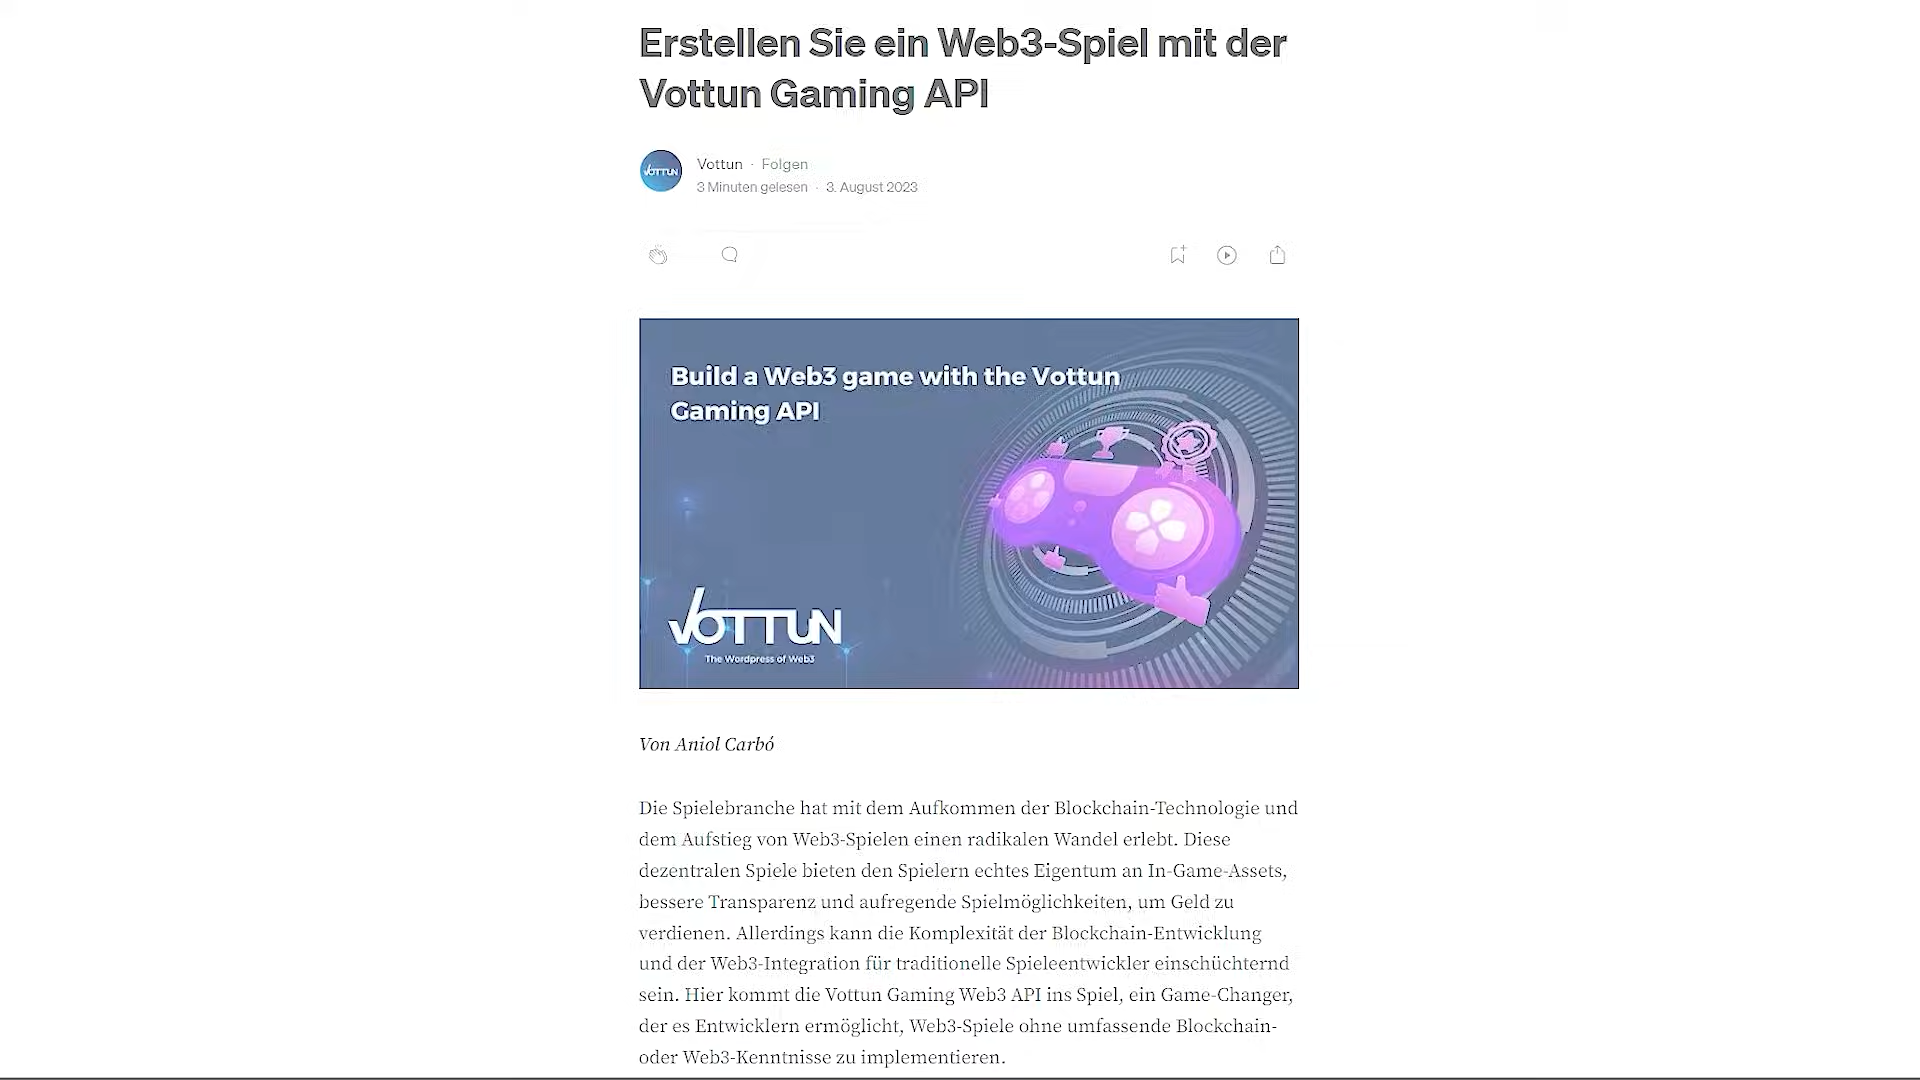 Erstellen Sie ein Web3-Spiel mit der
Vottun Gaming API
VOTTUN
Vottun · Folgen
3 Minuten gelesen · 3. August 2023
Build a Web3 game with the Vottun
Gaming API
VOTTUN
The Wordpress of Web3
Von Aniol Carbó
Die Spielebranche hat mit dem Aufkommen der Blockchain-Technologie und
dem Aufstieg von Web3-Spielen einen radikalen Wandel erlebt. Diese
dezentralen Spiele bieten den Spielern echtes Eigentum an In-Game-Assets,
bessere Transparenz und aufregende Spielmöglichkeiten, um Geld zu
verdienen. Allerdings kann die Komplexität der Blockchain-Entwicklung
und der Web3-Integration für traditionelle Spieleentwickler einschüchternd
sein. Hier kommt die Vottun Gaming Web3 API ins Spiel, ein Game-Changer,
der es Entwicklern ermöglicht, Web3-Spiele ohne umfassende Blockchain-
oder Web3-Kenntnisse zu implementieren.